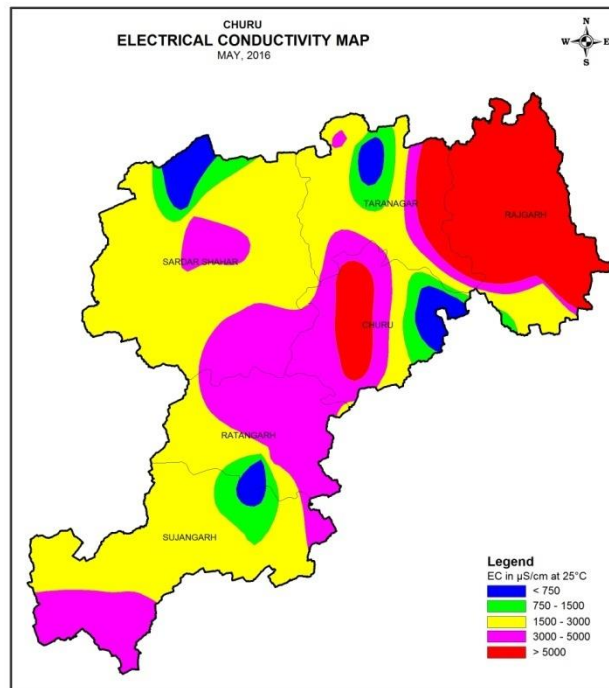 CHURU
ELECTRICAL CONDUCTIVITY MAP
MAY, 2016
N
W E
S
TARANAGAR
RAJGARH
SARDAR SHAHAR
CHURU
RATANGARH
SUJANGARH
Legend
EC in µS/cm at 25°C
< 750
750 - 1500
1500 - 3000
3000 - 5000
> 5000